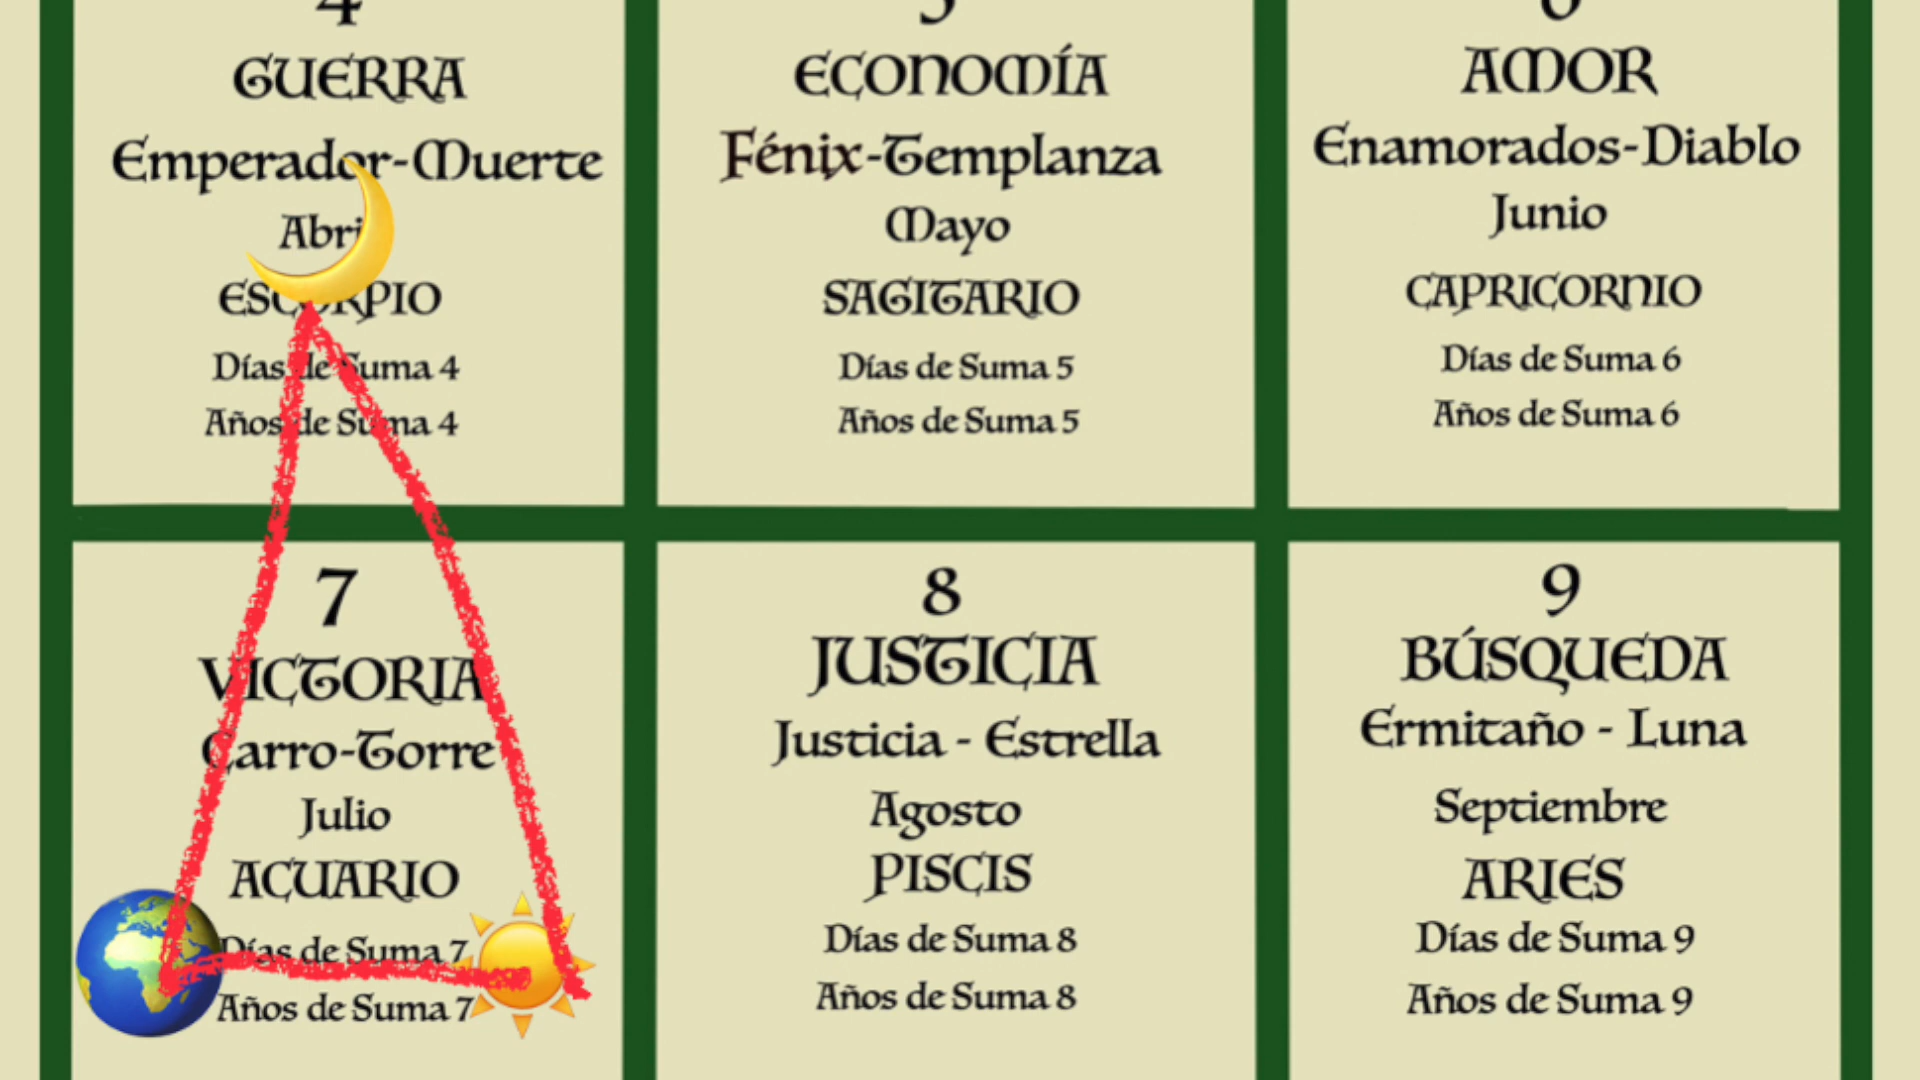 4
GUERRA
Emperador-Muerte
Abril
ESCORPIO
Días de Suma 4
Años de Suma 4
5
ECONOMÍA
Fénix-Templanza
Mayo
SAGITARIO
Días de Suma 5
Años de Suma 5
6
AMOR
Enamorados-Diablo
Junio
CAPRICORNIO
Días de Suma 6
Años de Suma 6
7
VICTORIA
Carro-Torre
Julio
ACUARIO
Días de Suma 7
Años de Suma 7
8
JUSTICIA
Justicia - Estrella
Agosto
PISCIS
Días de Suma 8
Años de Suma 8
9
BÚSQUEDA
Ermitaño - Luna
Septiembre
ARIES
Días de Suma 9
Años de Suma 9